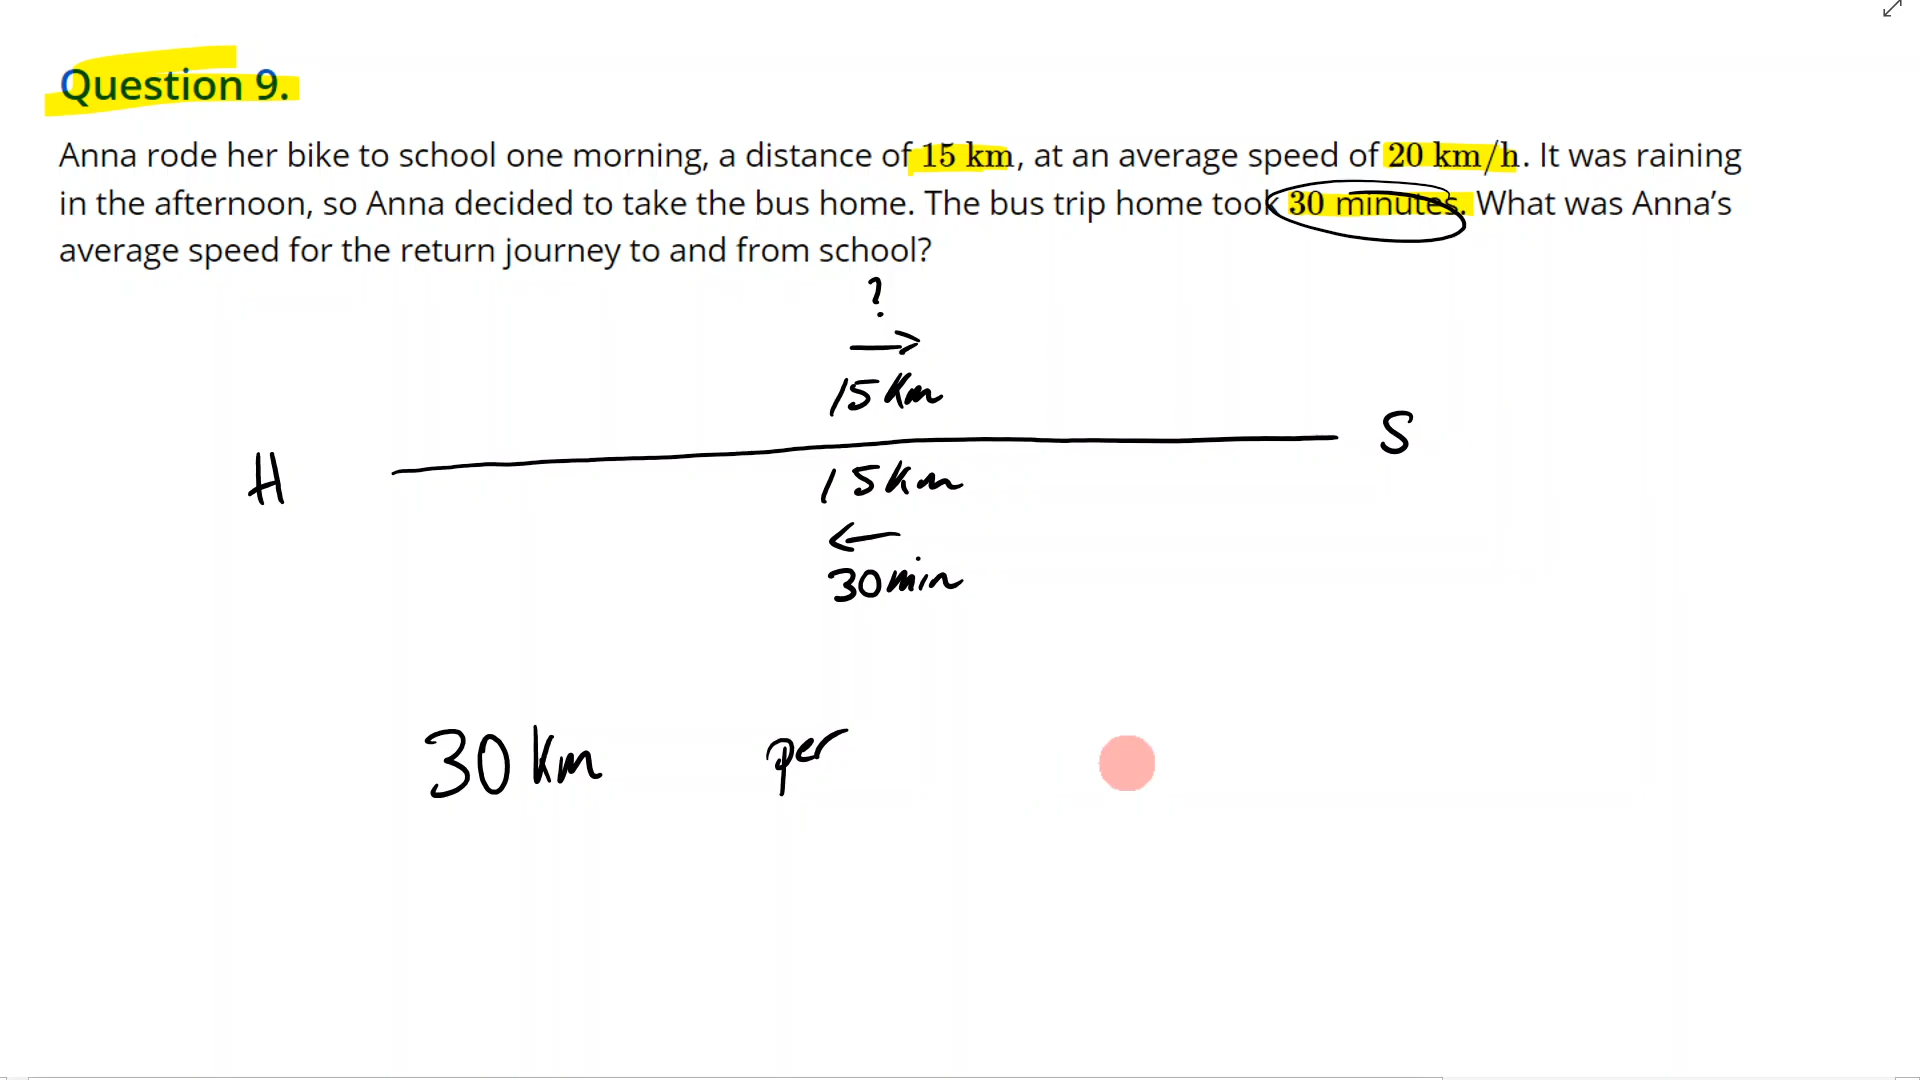 Question 9.
Anna rode her bike to school one morning, a distance of 15 km, at an average speed of 20 km/h. It was raining
in the afternoon, so Anna decided to take the bus home. The bus trip home took 30 minutes. What was Anna’s
average speed for the return journey to and from school?
?
15 km
H
S
15 km
30 min
30 km per